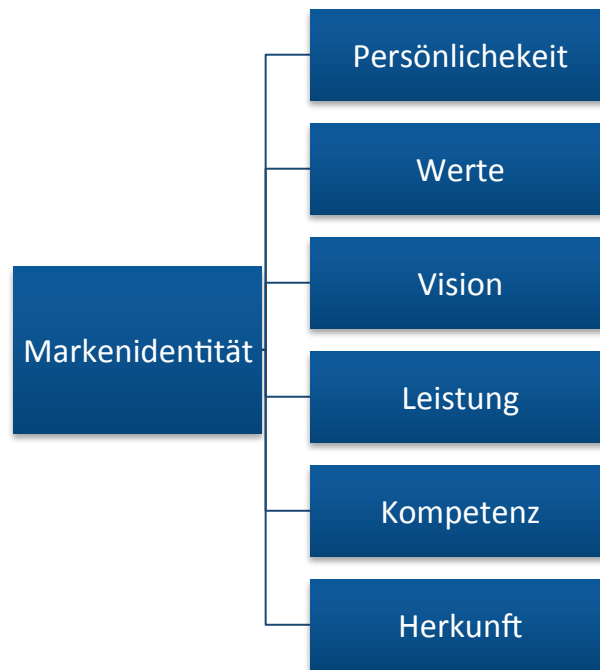 Persönlichekeit
Werte
Vision
Markenidentität
Leistung
Kompetenz
Herkunft